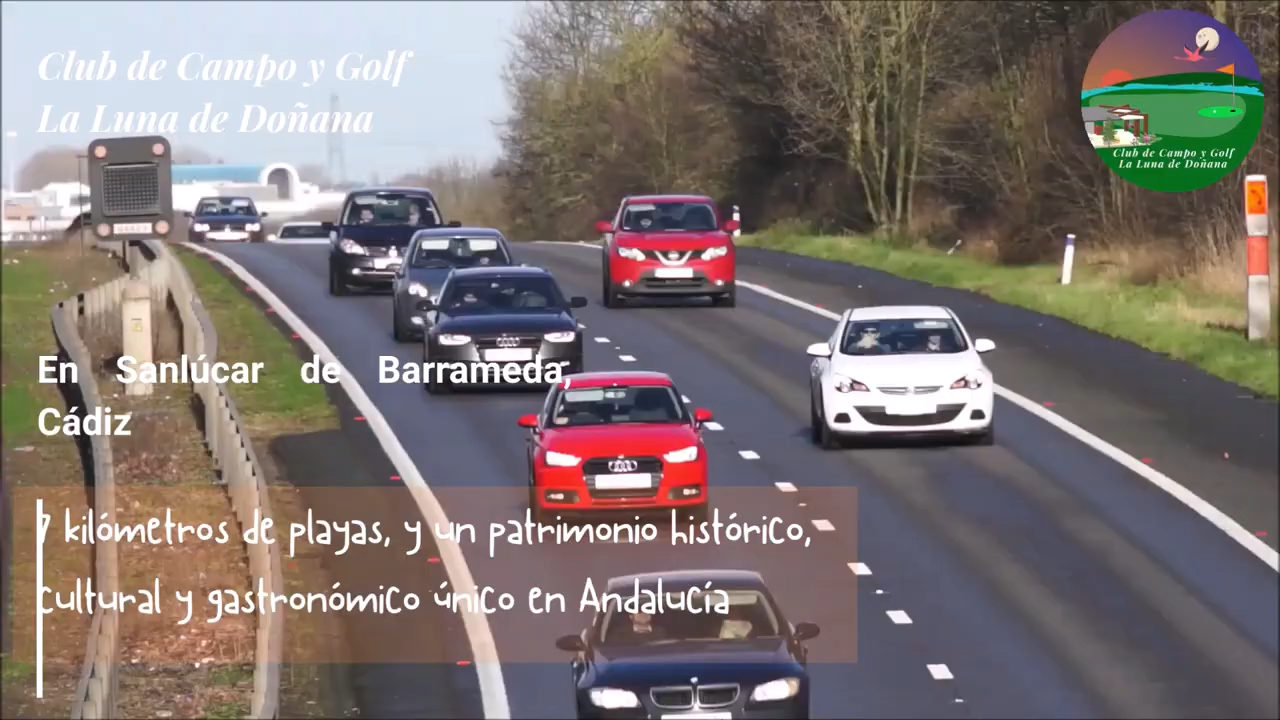 Club de Campo y Golf
La Luna de Doñana
Club de Campo y Golf
La Luna de Doñana
En Sanlúcar de Barrameda,
Cádiz
7 kilómetros de playas, y un patrimonio histórico,
cultural y gastronómico único en Andalucía